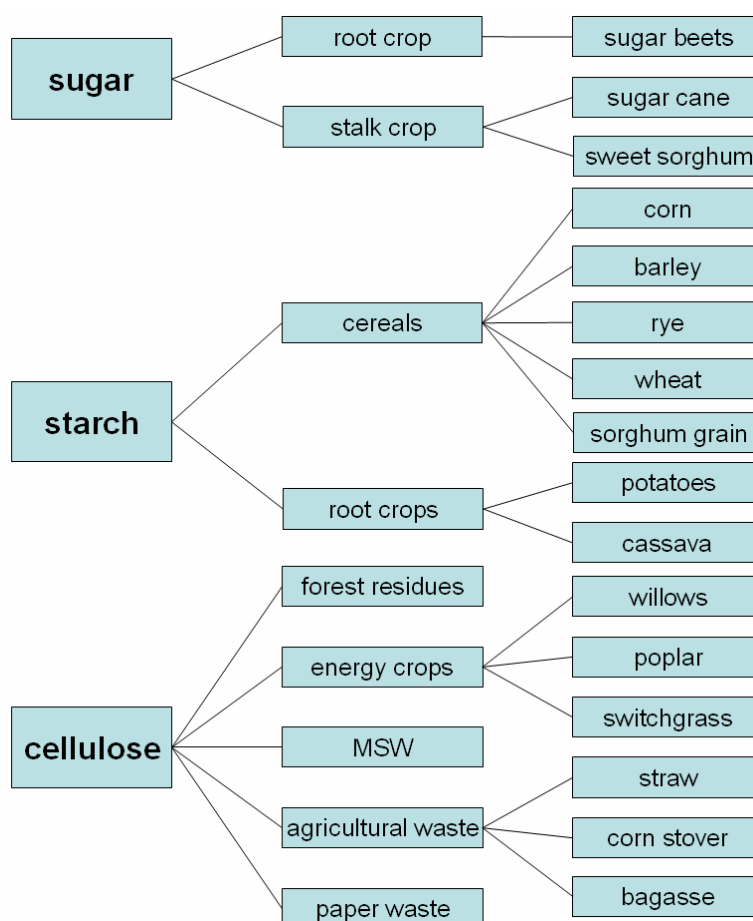 sugar
root crop
sugar beets
stalk crop
sugar cane
sweet sorghum
starch
cereals
corn
barley
rye
wheat
sorghum grain
root crops
potatoes
cassava
cellulose
forest residues
energy crops
willows
poplar
switchgrass
MSW
agricultural waste
straw
corn stover
bagasse
paper waste